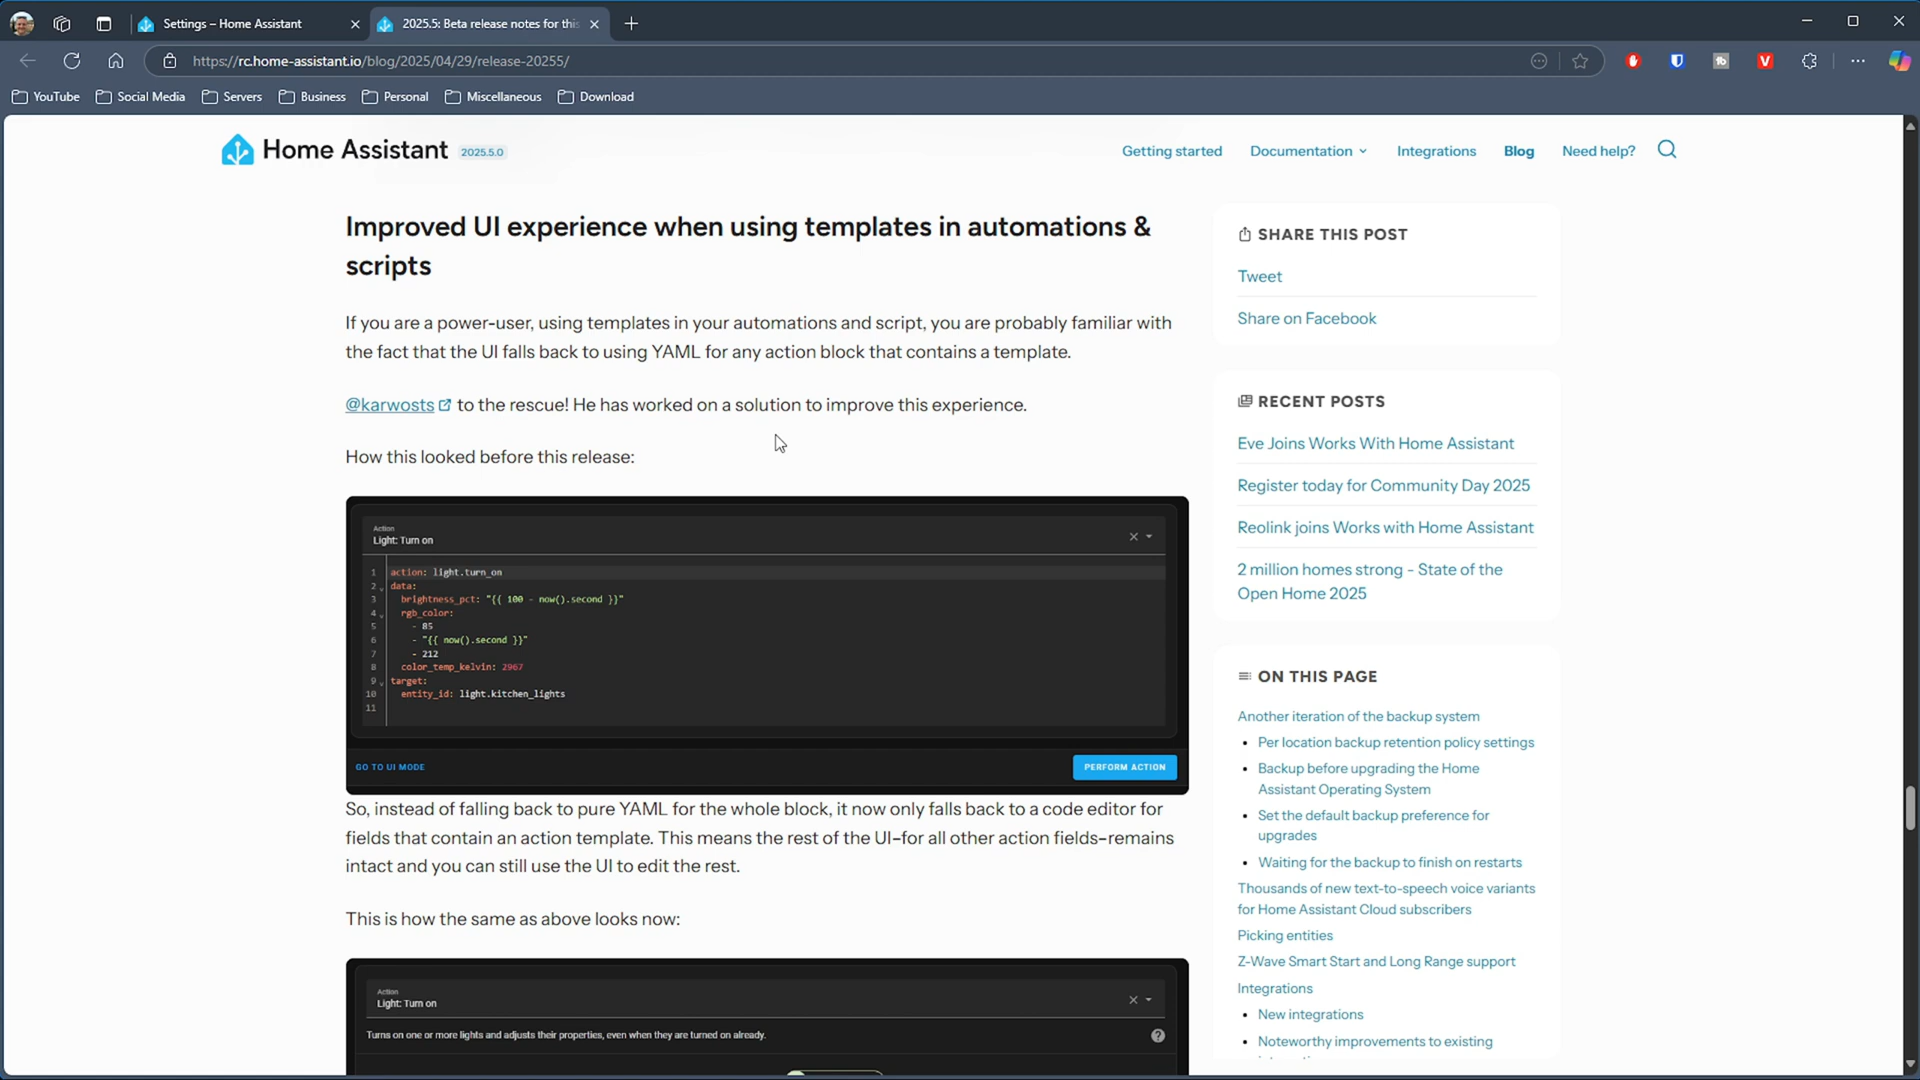 Settings – Home Assistant
2025.5: Beta release notes for this
https://rc.home-assistant.io/blog/2025/04/29/release-20255/
YouTube
Social Media
Servers
Business
Personal
Miscellaneous
Download
Home Assistant 2025.5.0
Getting started
Documentation
Integrations
Blog
Need help?
Improved UI experience when using templates in automations &
scripts
If you are a power-user, using templates in your automations and script, you are probably familiar with
the fact that the UI falls back to using YAML for any action block that contains a template.
@karwosts to the rescue! He has worked on a solution to improve this experience.
How this looked before this release:
Action
Light: Turn on
1 action: light.turn_on
2 data:
3 brightness_pct: "{{ 100 - now().second }}"
4 rgb_color:
5 - 85
6 - "{{ now().second }}"
7 - 212
8 color_temp_kelvin: 2967
9 target:
10 entity_id: light.kitchen_lights
11
GO TO UI MODE
PERFORM ACTION
So, instead of falling back to pure YAML for the whole block, it now only falls back to a code editor for
fields that contain an action template. This means the rest of the UI–for all other action fields–remains
intact and you can still use the UI to edit the rest.
This is how the same as above looks now:
Action
Light: Turn on
Turns on one or more lights and adjusts their properties, even when they are turned on already.
SHARE THIS POST
Tweet
Share on Facebook
RECENT POSTS
Eve Joins Works With Home Assistant
Register today for Community Day 2025
Reolink joins Works with Home Assistant
2 million homes strong - State of the
Open Home 2025
ON THIS PAGE
Another iteration of the backup system
• Per location backup retention policy settings
• Backup before upgrading the Home
Assistant Operating System
• Set the default backup preference for
upgrades
• Waiting for the backup to finish on restarts
Thousands of new text-to-speech voice variants
for Home Assistant Cloud subscribers
Picking entities
Z-Wave Smart Start and Long Range support
Integrations
• New integrations
• Noteworthy improvements to existing